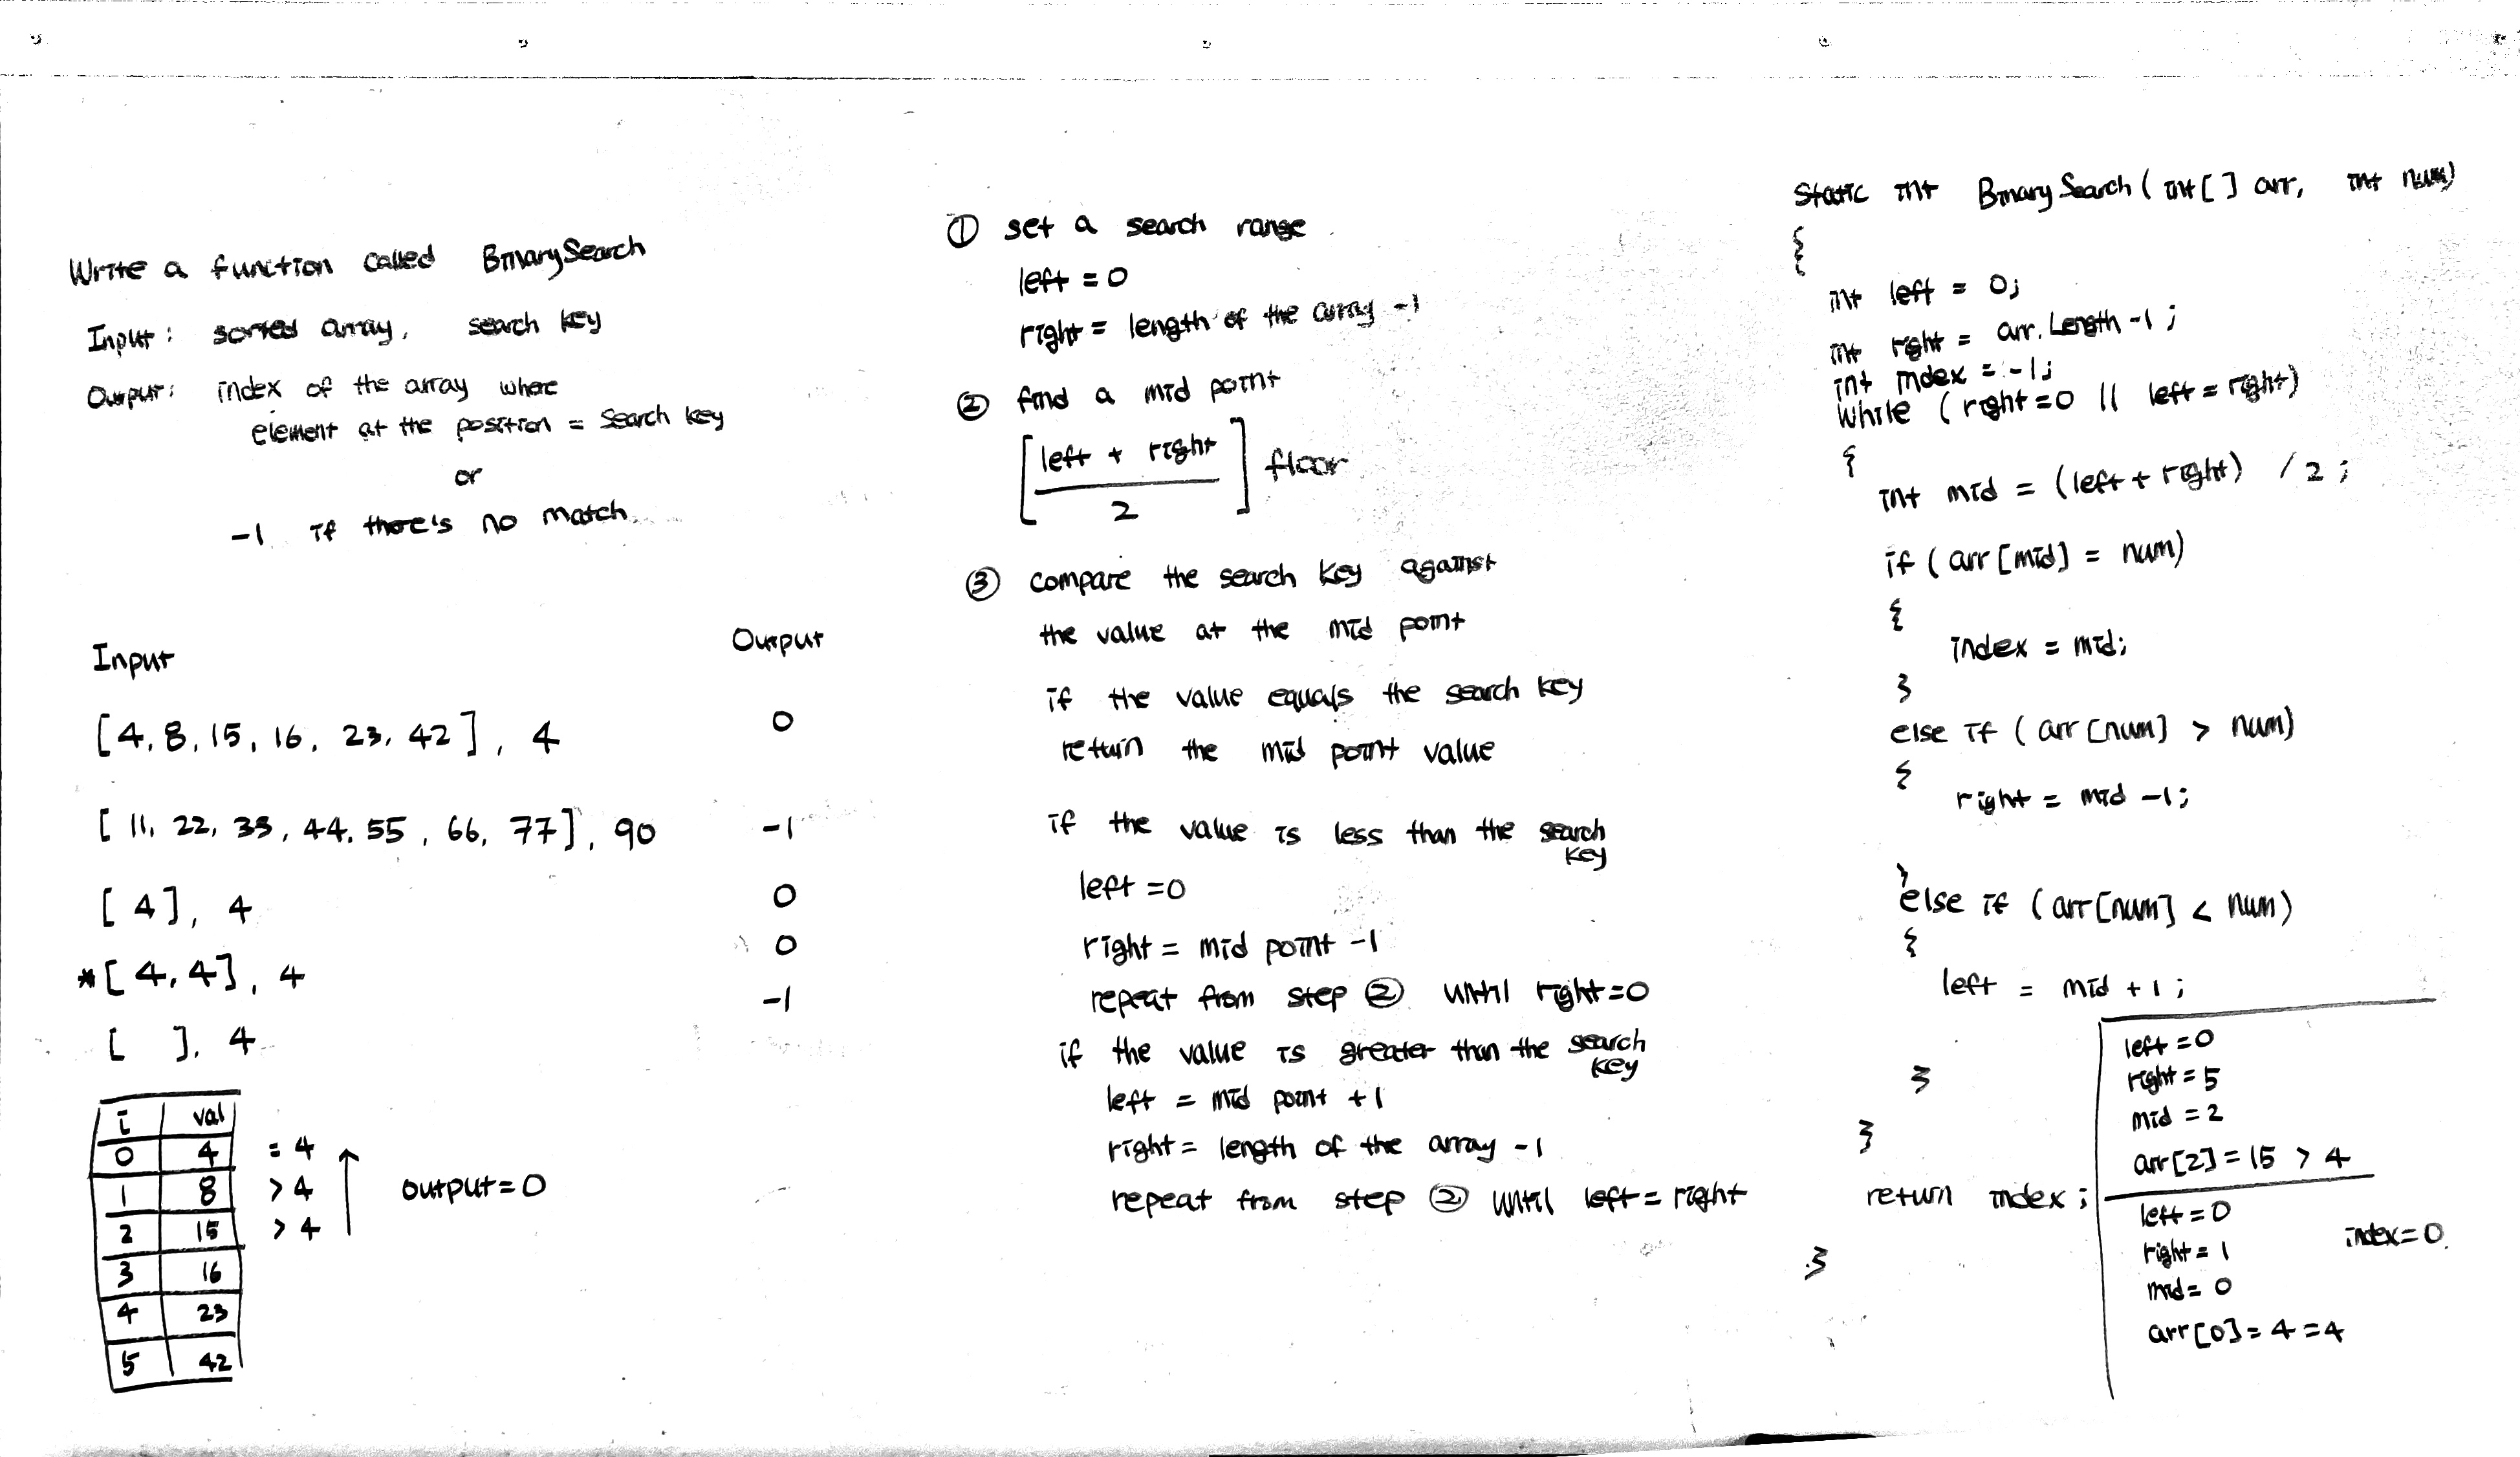 Write a function called BinarySearch
Input: sorted array, search key
Output: index of the array where
element at the position = search key
or
-1 if there's no match.
Input Output
[4, 8, 15, 16, 23, 42], 4 0
[11, 22, 33, 44, 55, 66, 77], 90 -1
[4], 4 0
*[4, 4], 4 0
[ ], 4 -1
i val
0 4 = 4
1 8 > 4 output = 0
2 15 > 4
3 16
4 23
5 42
① set a search range
left = 0
right = length of the array -1
② find a mid point
[left + right / 2] floor
③ compare the search key against
the value at the mid point
if the value equals the search key
return the mid point value
if the value is less than the search
key
left = 0
right = mid point -1
repeat from step ② until right = 0
if the value is greater than the search
key
left = mid point + 1
right = length of the array -1
repeat from step ② until left = right
Static int BinarySearch(int[] arr, int num)
{
int left = 0;
int right = arr.Length -1;
int index = -1;
While (right = 0 || left = right)
{
int mid = (left + right) / 2;
if (arr[mid] = num)
{
index = mid;
}
else if (arr[num] > num)
{
right = mid -1;
}
else if (arr[num] < num)
{
left = mid + 1;
}
}
return index;
}
left = 0
right = 5
mid = 2
arr[2] = 15 > 4
left = 0
right = 1 index = 0
mid = 0
arr[0] = 4 = 4